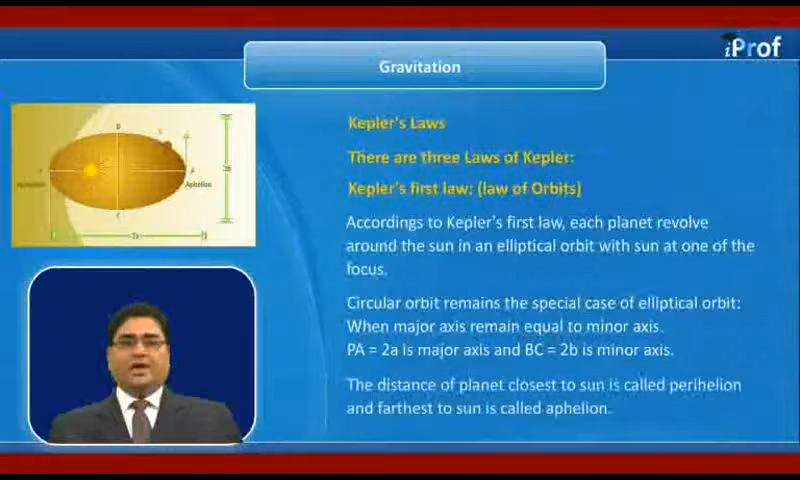 iProf
Gravitation
Kepler's Laws
There are three Laws of Kepler:
Kepler's first law: (law of Orbits)
Accordings to Kepler's first law, each planet revolve
around the sun in an elliptical orbit with sun at one of the
focus.
Circular orbit remains the special case of elliptical orbit:
When major axis remain equal to minor axis.
PA = 2a is major axis and BC = 2b is minor axis.
The distance of planet closest to sun is called perihelion
and farthest to sun is called aphelion.
B
A
Aphelion
2a